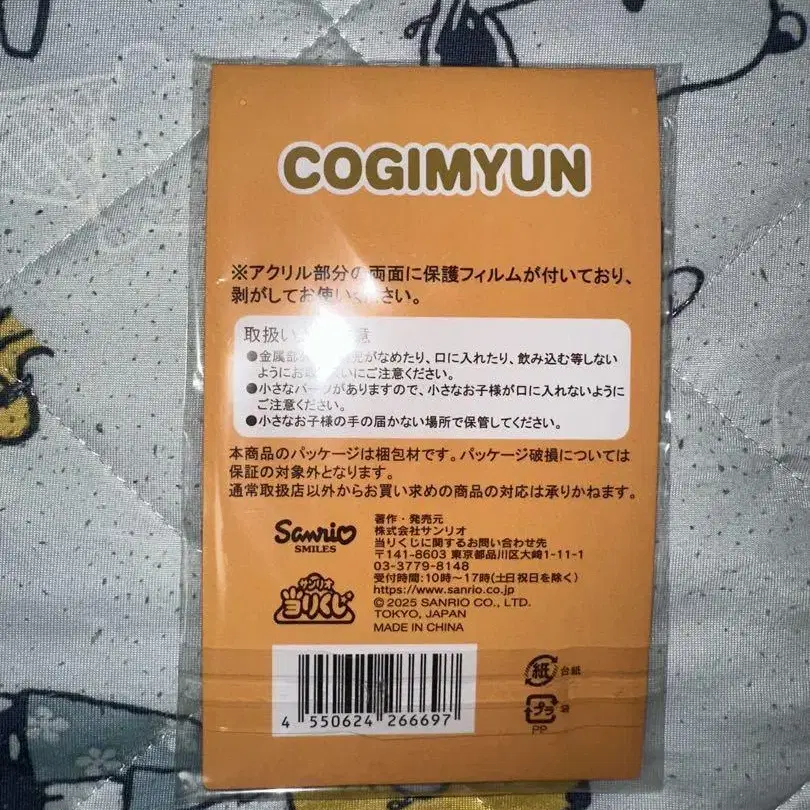 COGIMYUN
※アクリル部分の両面に保護フィルムが付いており、
剥がしてお使いください。
取扱い 意
●金属部 がなめたり、口に入れたり、飲み込む等しない
ようにお取 いにご注意ください。
●小さなパーツがありますので、小さなお子様が口に入れないように
ご注意ください。
●小さなお子様の手の届かない場所で保管してください。
本商品のパッケージは梱包材です。パッケージ破損については
保証の対象外となります。
通常取扱店以外からお買い求めの商品の対応は承りかねます。
Sanrio
SMILES
サンリオ
当りくじ
著作・発売元
株式会社サンリオ
当りくじに関するお問い合わせ先
〒141-8603 東京都品川区大崎1-11-1
03-3779-8148
受付時間：10時～17時(土日祝日を除く)
https://www.sanrio.co.jp
© 2025 SANRIO CO., LTD.
TOKYO, JAPAN
MADE IN CHINA
4 550624 266697
紙 台紙
プラ 袋
PP